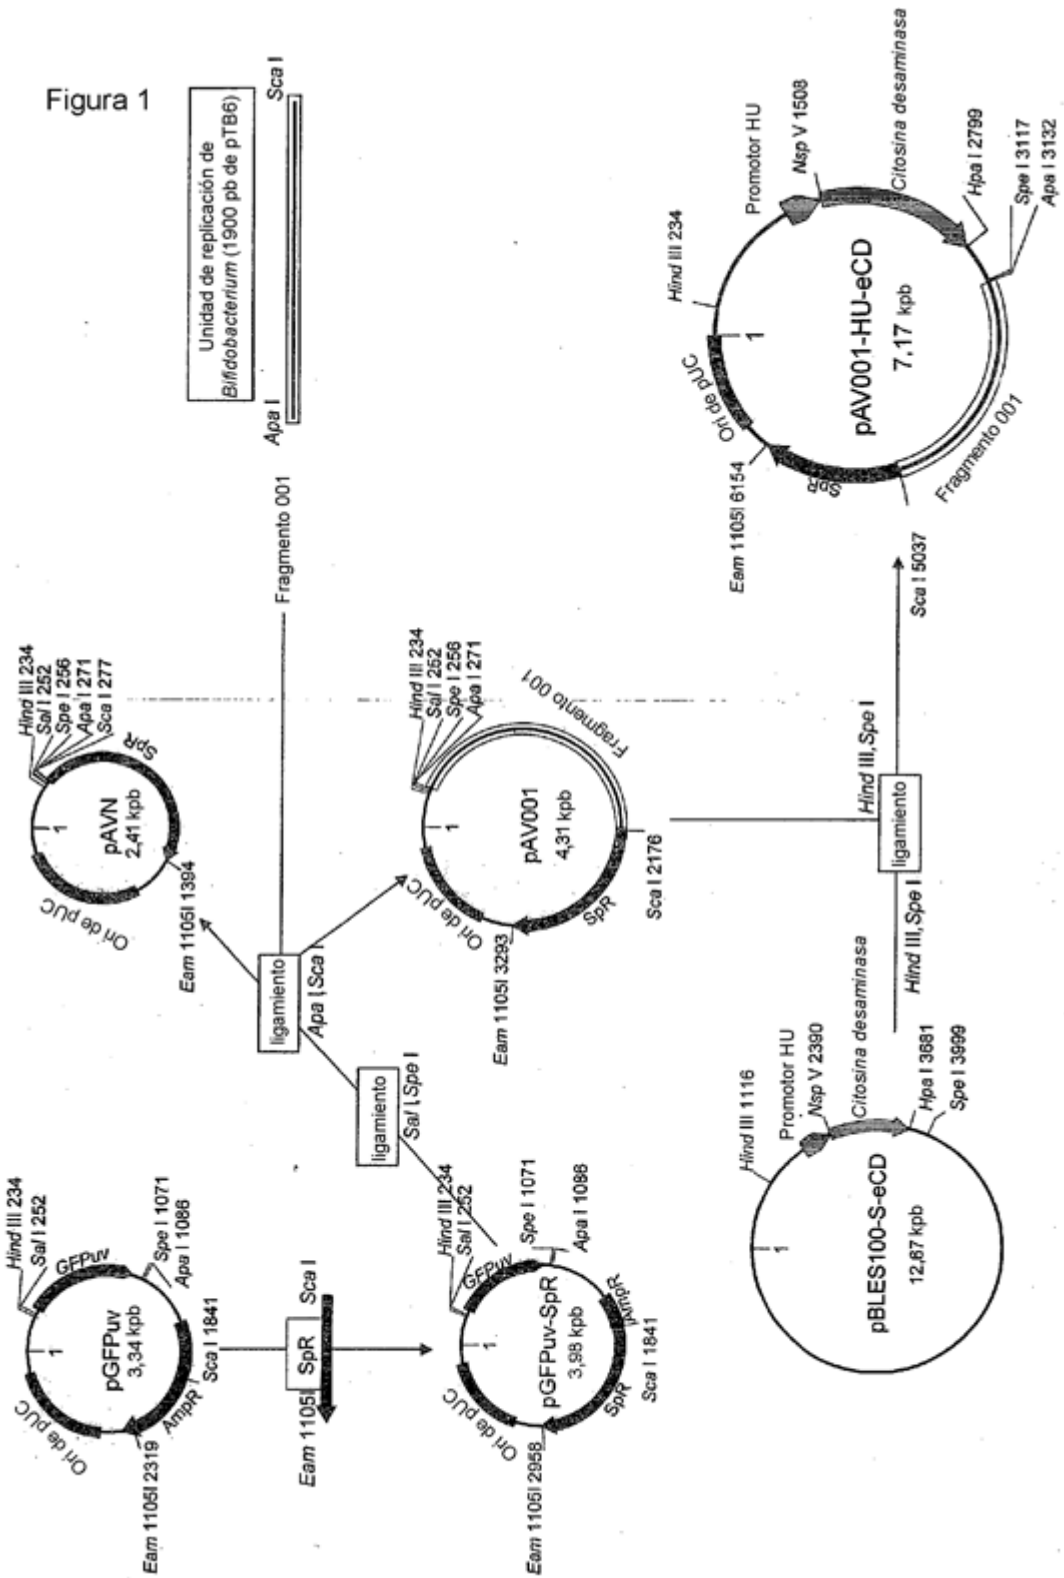 Figura 1
Unidad de replicación de
Bifidobacterium (1900 pb de pTB6)
Apa I
Sca I
Hind III 234
Sal I 252
GFPuv
Spe I 1071
Apa I 1086
Sca I 1841
AmpR
Eam 1105I 2319
Ori de pUC
1
pGFPuv
3,34 kpb
Eam 1105I
SpR
Sca I
Hind III 234
Sal I 252
GFPuv
Spe I 1071
Apa I 1086
AmpR
Sca I 1841
SpR
Eam 1105I 2958
Ori de pUC
1
pGFPuv-SpR
3,98 kpb
ligamiento
Sal I, Spe I
ligamiento
Apa I, Sca I
Fragmento 001
Hind III 234
Sal I 252
Spe I 256
Apa I 271
Sca I 277
SpR
Eam 1105I 1394
Ori de pUC
1
pAVN
2,41 kpb
Hind III 234
Sal I 252
Spe I 256
Apa I 271
Fragmento 001
Sca I 2176
SpR
Eam 1105I 3293
Ori de pUC
1
pAV001
4,31 kpb
Hind III 1116
Promotor HU
Nsp V 2390
Citosina desaminasa
Hpa I 3681
Spe I 3999
1
pBLES100-S-eCD
12,67 kpb
Hind III, Spe I
ligamiento
Hind III, Spe I
Hind III 234
Promotor HU
Nsp V 1508
Citosina desaminasa
Hpa I 2799
Spe I 3117
Apa I 3132
Fragmento 001
Sca I 5037
SpR
Eam 1105I 6154
Ori de pUC
1
pAV001-HU-eCD
7,17 kpb